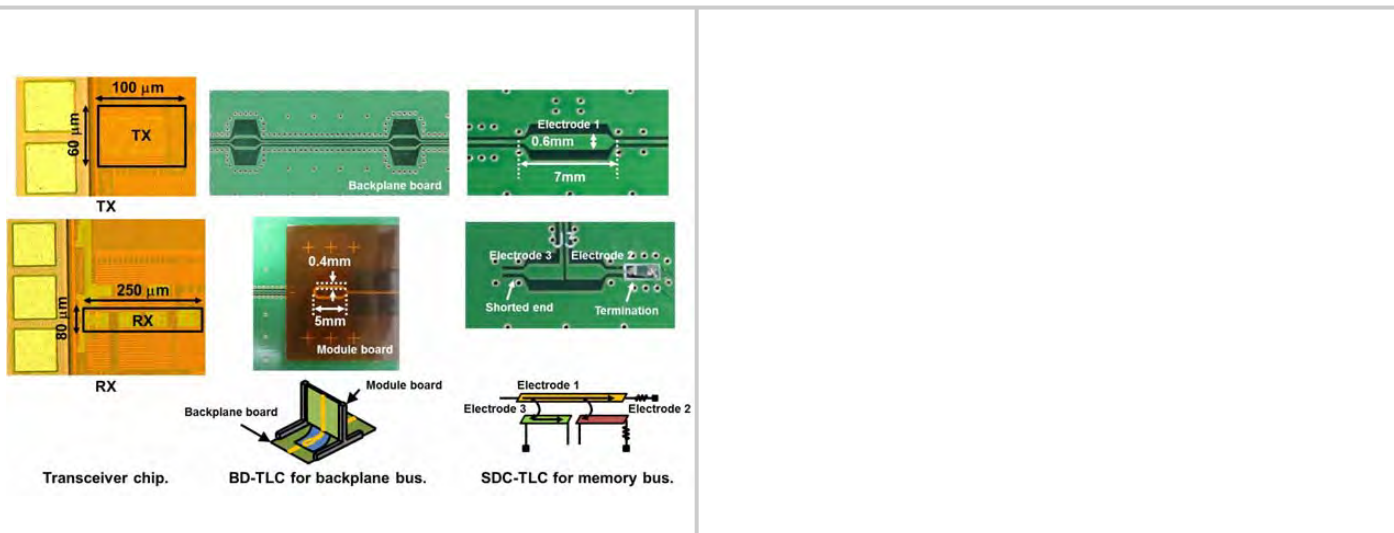 100 μm
60 μm
TX
TX
Backplane board
Electrode 1
0.6mm
7mm
250 μm
80 μm
RX
RX
0.4mm
5mm
Module board
Electrode 3
Electrode 2
Shorted end
Termination
Module board
Backplane board
Electrode 1
Electrode 3
Electrode 2
Transceiver chip.
BD-TLC for backplane bus.
SDC-TLC for memory bus.